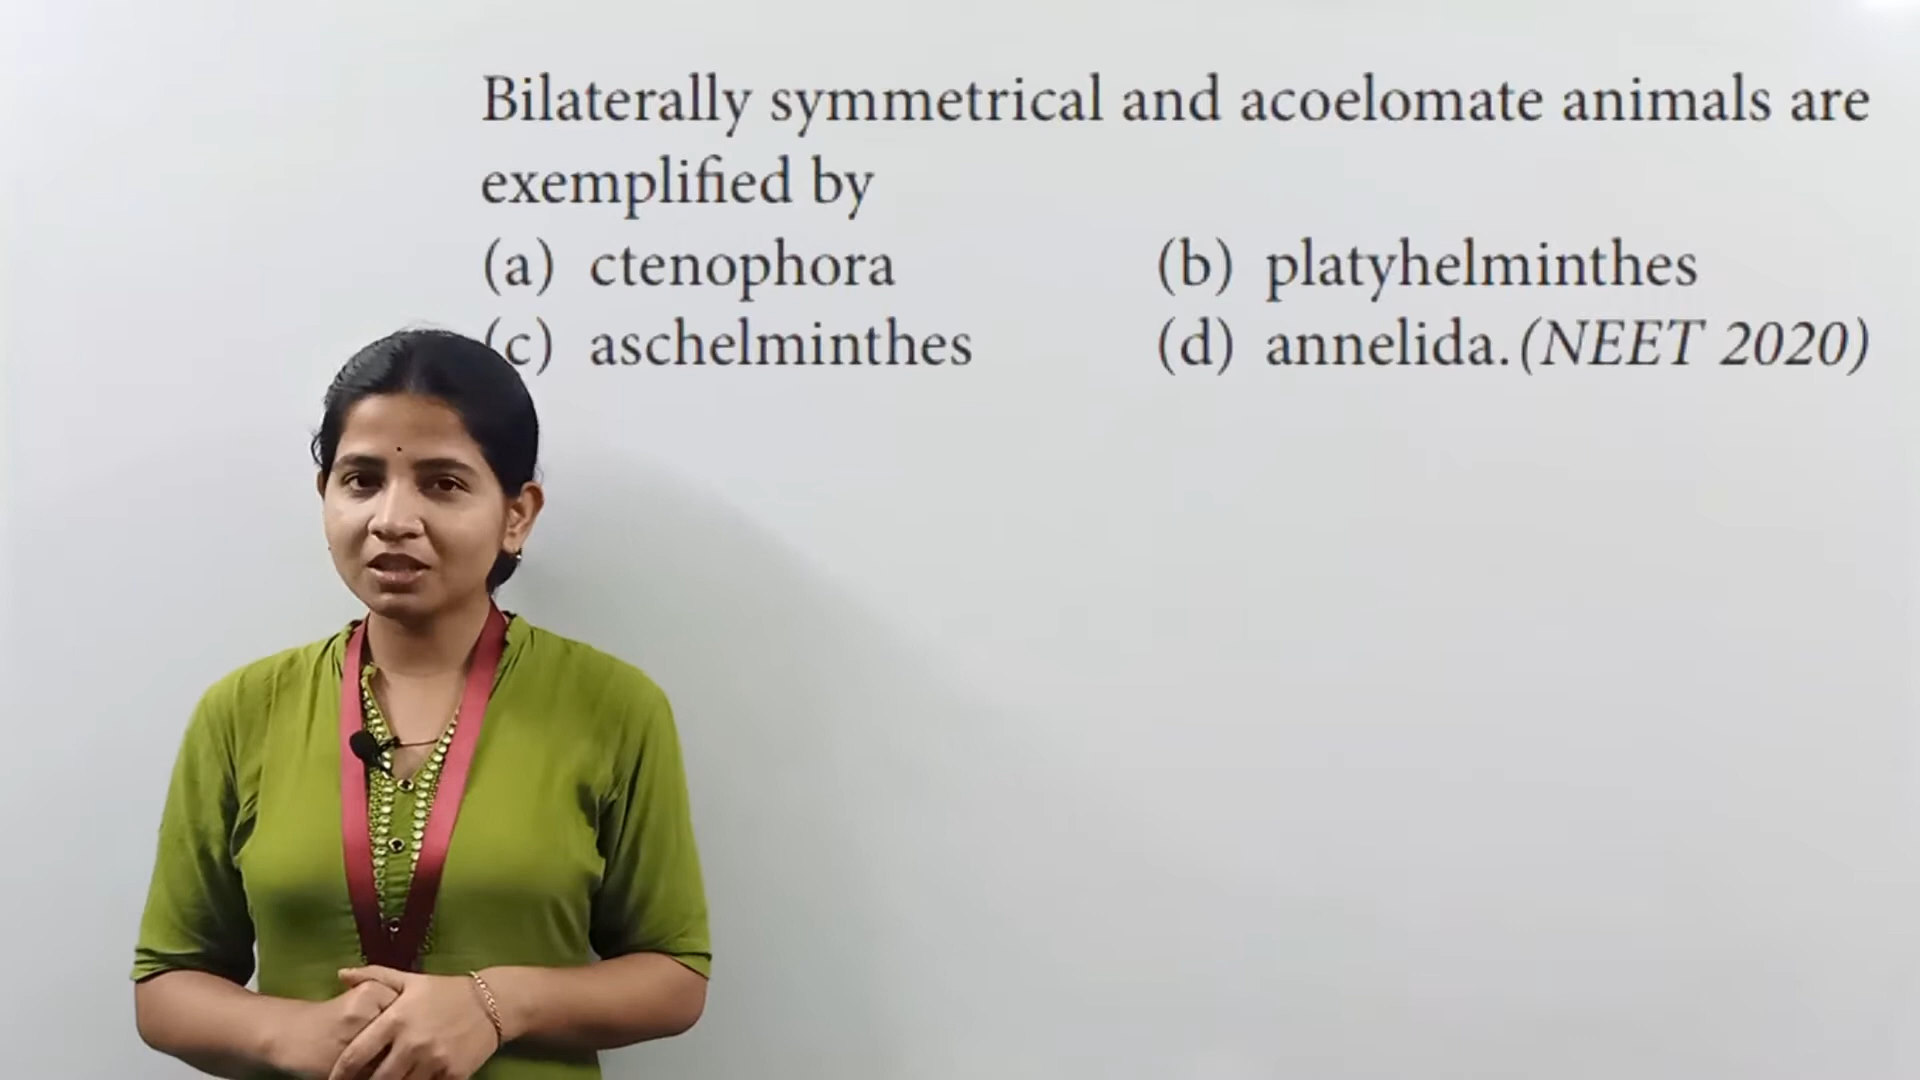 Bilaterally symmetrical and acoelomate animals are
exemplified by
(a) ctenophora (b) platyhelminthes
(c) aschelminthes (d) annelida. (NEET 2020)